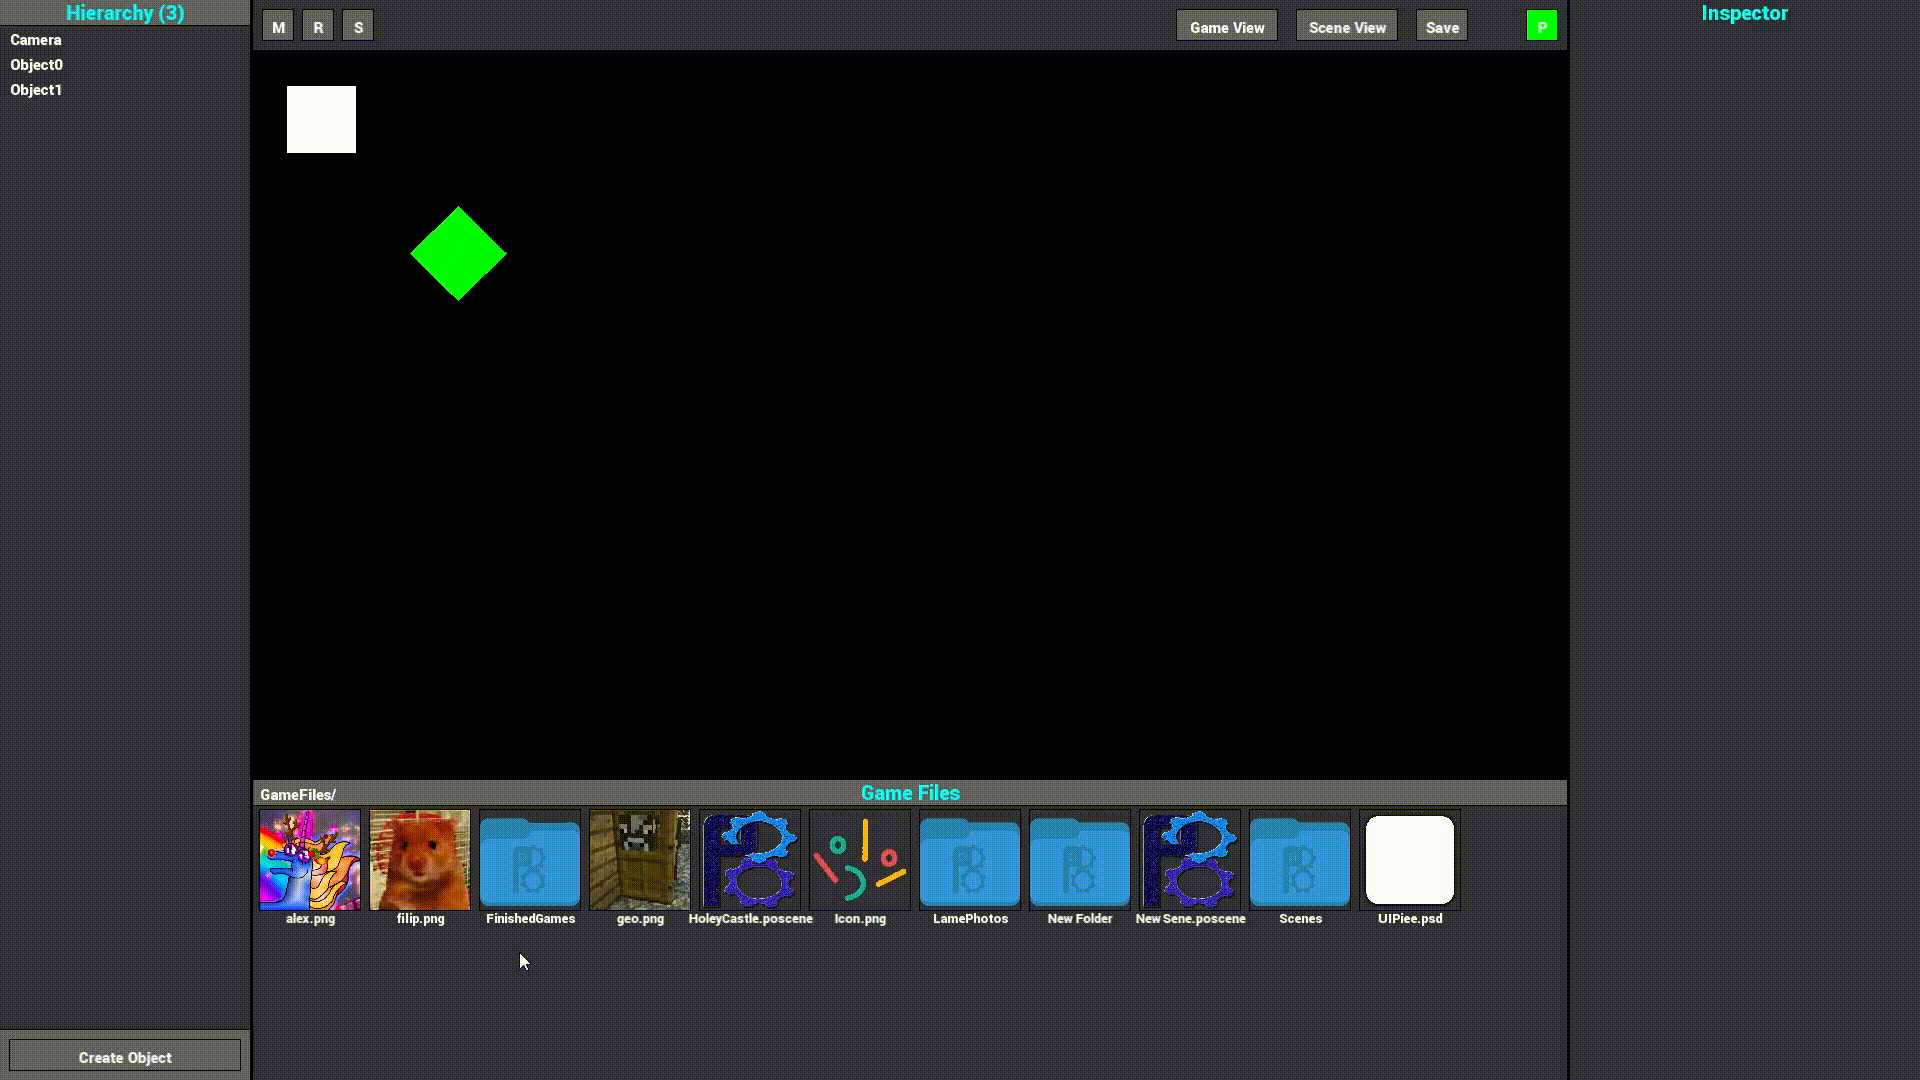 Hierarchy (3)
Camera
Object0
Object1
Create Object
M R S
Game View Scene View Save P
Inspector
GameFiles/ Game Files
alex.png filip.png FinishedGames geo.png HoleyCastle.poscene Icon.png LamePhotos New Folder New Sene.poscene Scenes UIPiee.psd